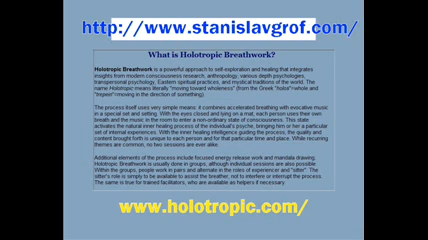 http://www.stanislavgrof.com/
What is Holotropic Breathwork?
Holotropic Breathwork is a powerful approach to self-exploration and healing that integrates
insights from modern consciousness research, anthropology, various depth psychologies,
transpersonal psychology, Eastern spiritual practices, and mystical traditions of the world. The
name Holotropic means literally "moving toward wholeness" (from the Greek "holos"=whole and
"trepein"=moving in the direction of something).
The process itself uses very simple means: it combines accelerated breathing with evocative music
in a special set and setting. With the eyes closed and lying on a mat, each person uses their own
breath and the music in the room to enter a non-ordinary state of consciousness. This state
activates the natural inner healing process of the individual's psyche, bringing him or her a particular
set of internal experiences. With the inner healing intelligence guiding the process, the quality and
content brought forth is unique to each person and for that particular time and place. While recurring
themes are common, no two sessions are ever alike.
Additional elements of the process include focused energy release work and mandala drawing.
Holotropic Breathwork is usually done in groups, although individual sessions are also possible.
Within the groups, people work in pairs and alternate in the roles of experiencer and "sitter". The
sitter's role is simply to be available to assist the breather, not to interfere or interrupt the process.
The same is true for trained facilitators, who are available as helpers if necessary.
www.holotropic.com/